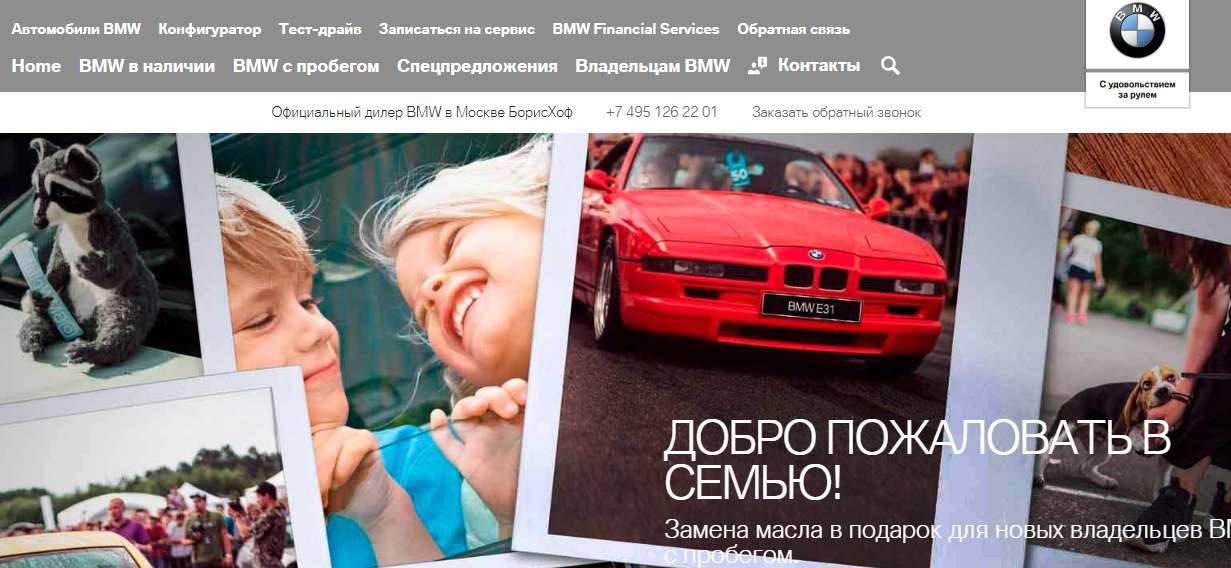 Автомобили BMW Конфигуратор Тест-драйв Записаться на сервис BMW Financial Services Обратная связь
Home BMW в наличии BMW с пробегом Спецпредложения Владельцам BMW Контакты
BMW
С удовольствием
за рулем
Официальный дилер BMW в Москве БорисХоф +7 495 126 22 01 Заказать обратный звонок
50
BMW E31
ДОБРО ПОЖАЛОВАТЬ В
СЕМЬЮ!
Замена масла в подарок для новых владельцев
с пробегом.